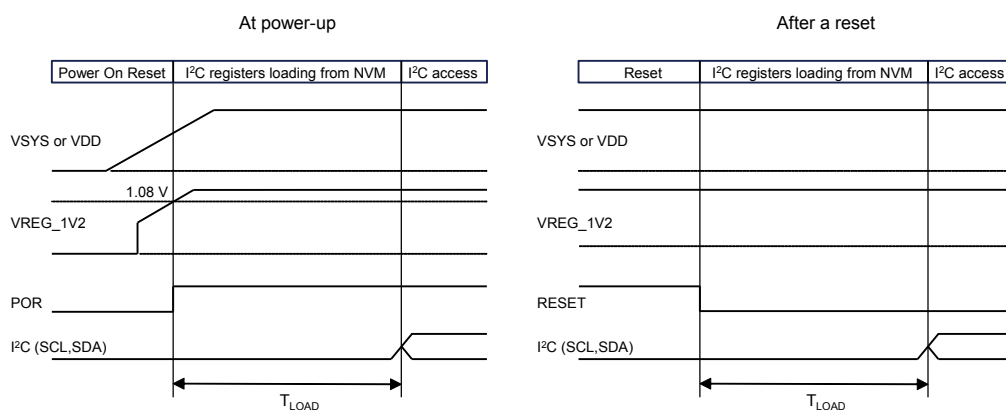 At power-up
After a reset
Power On Reset I²C registers loading from NVM I²C access
Reset I²C registers loading from NVM I²C access
VSYS or VDD
VSYS or VDD
1.08 V
VREG_1V2
VREG_1V2
POR
RESET
I²C (SCL,SDA)
I²C (SCL,SDA)
TLOAD
TLOAD